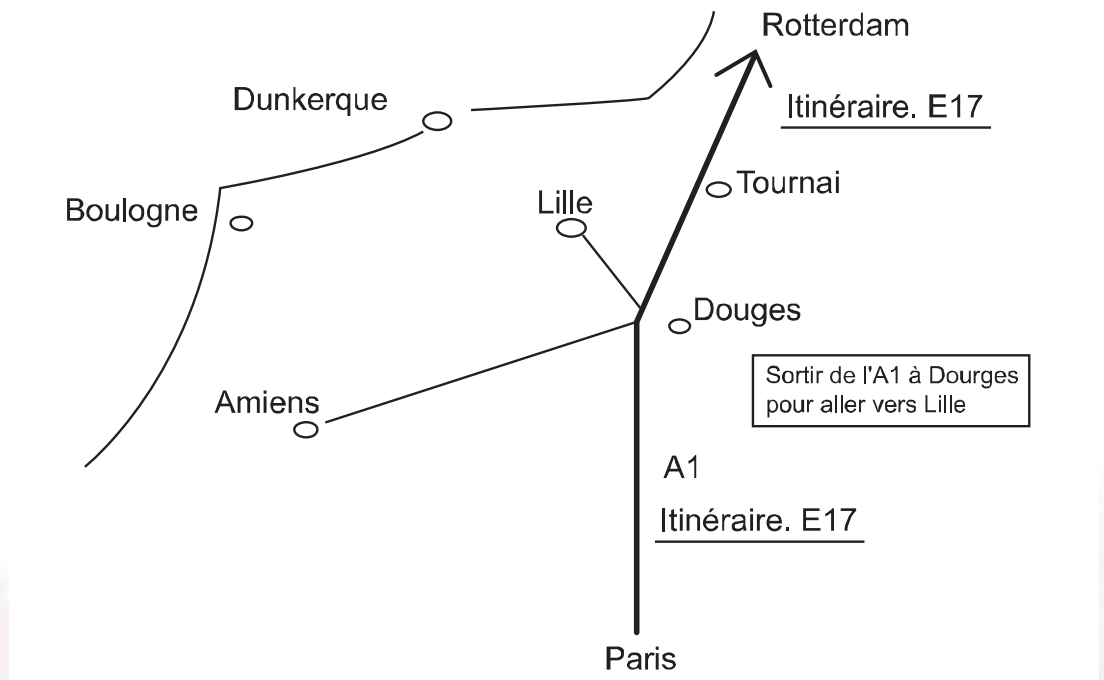 Rotterdam
Dunkerque
Itinéraire. E17
Tournai
Lille
Boulogne
Douges
Sortir de l'A1 à Dourges
pour aller vers Lille
Amiens
A1
Itinéraire. E17
Paris